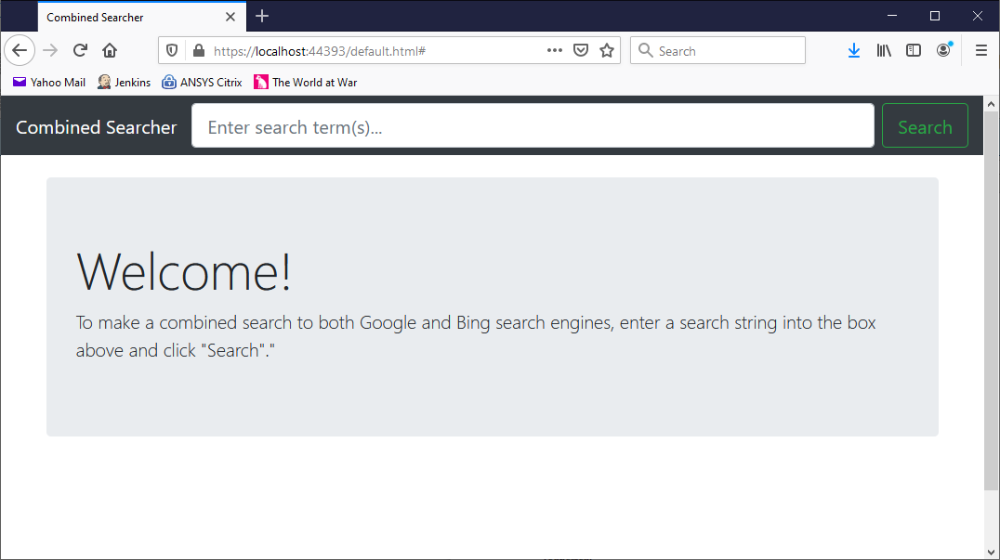 Combined Searcher
https://localhost:44393/default.html#
Search
Yahoo Mail Jenkins ANSYS Citrix The World at War
Combined Searcher Enter search term(s)... Search
Welcome!
To make a combined search to both Google and Bing search engines, enter a search string into the box
above and click "Search"."